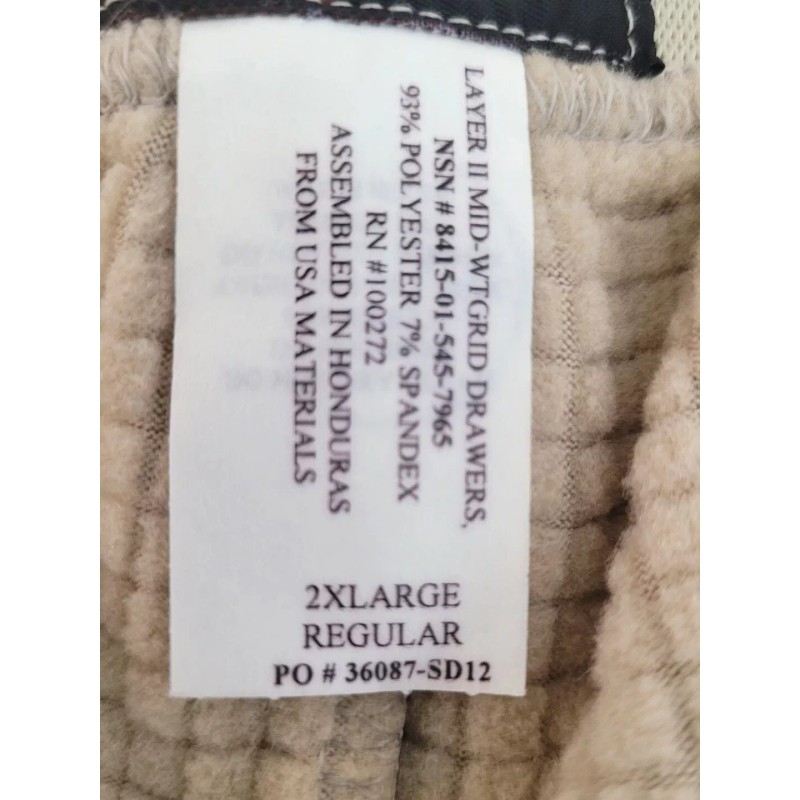 LAYER II MID-WTGRID DRAWERS,
NSN # 8415-01-545-7965
93% POLYESTER 7% SPANDEX
RN #100272
ASSEMBLED IN HONDURAS
FROM USA MATERIALS
2XLARGE
REGULAR
PO # 36087-SD12